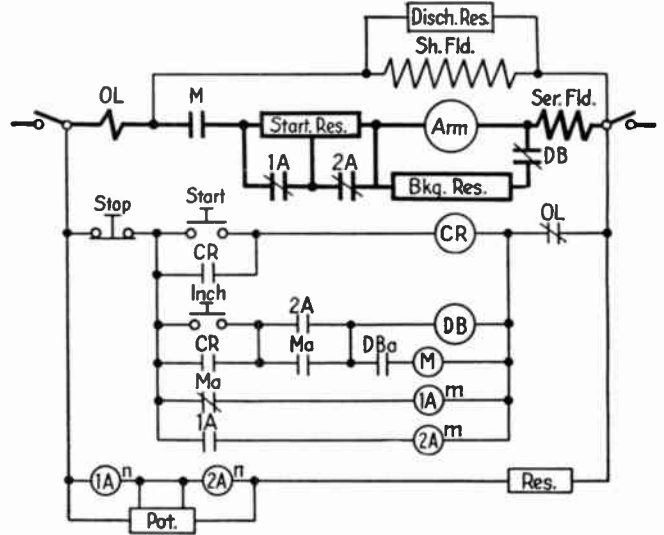 Disch. Res.
Sh. Fld.
OL
M
Start. Res.
Arm
Ser. Fld.
1A
2A
DB
Bkg. Res.
Stop
Start
CR
OL
CR
Inch
2A
DB
CR
Ma
DBa
M
Ma
1A m
1A
2A m
1A n
2A n
Pot.
Res.